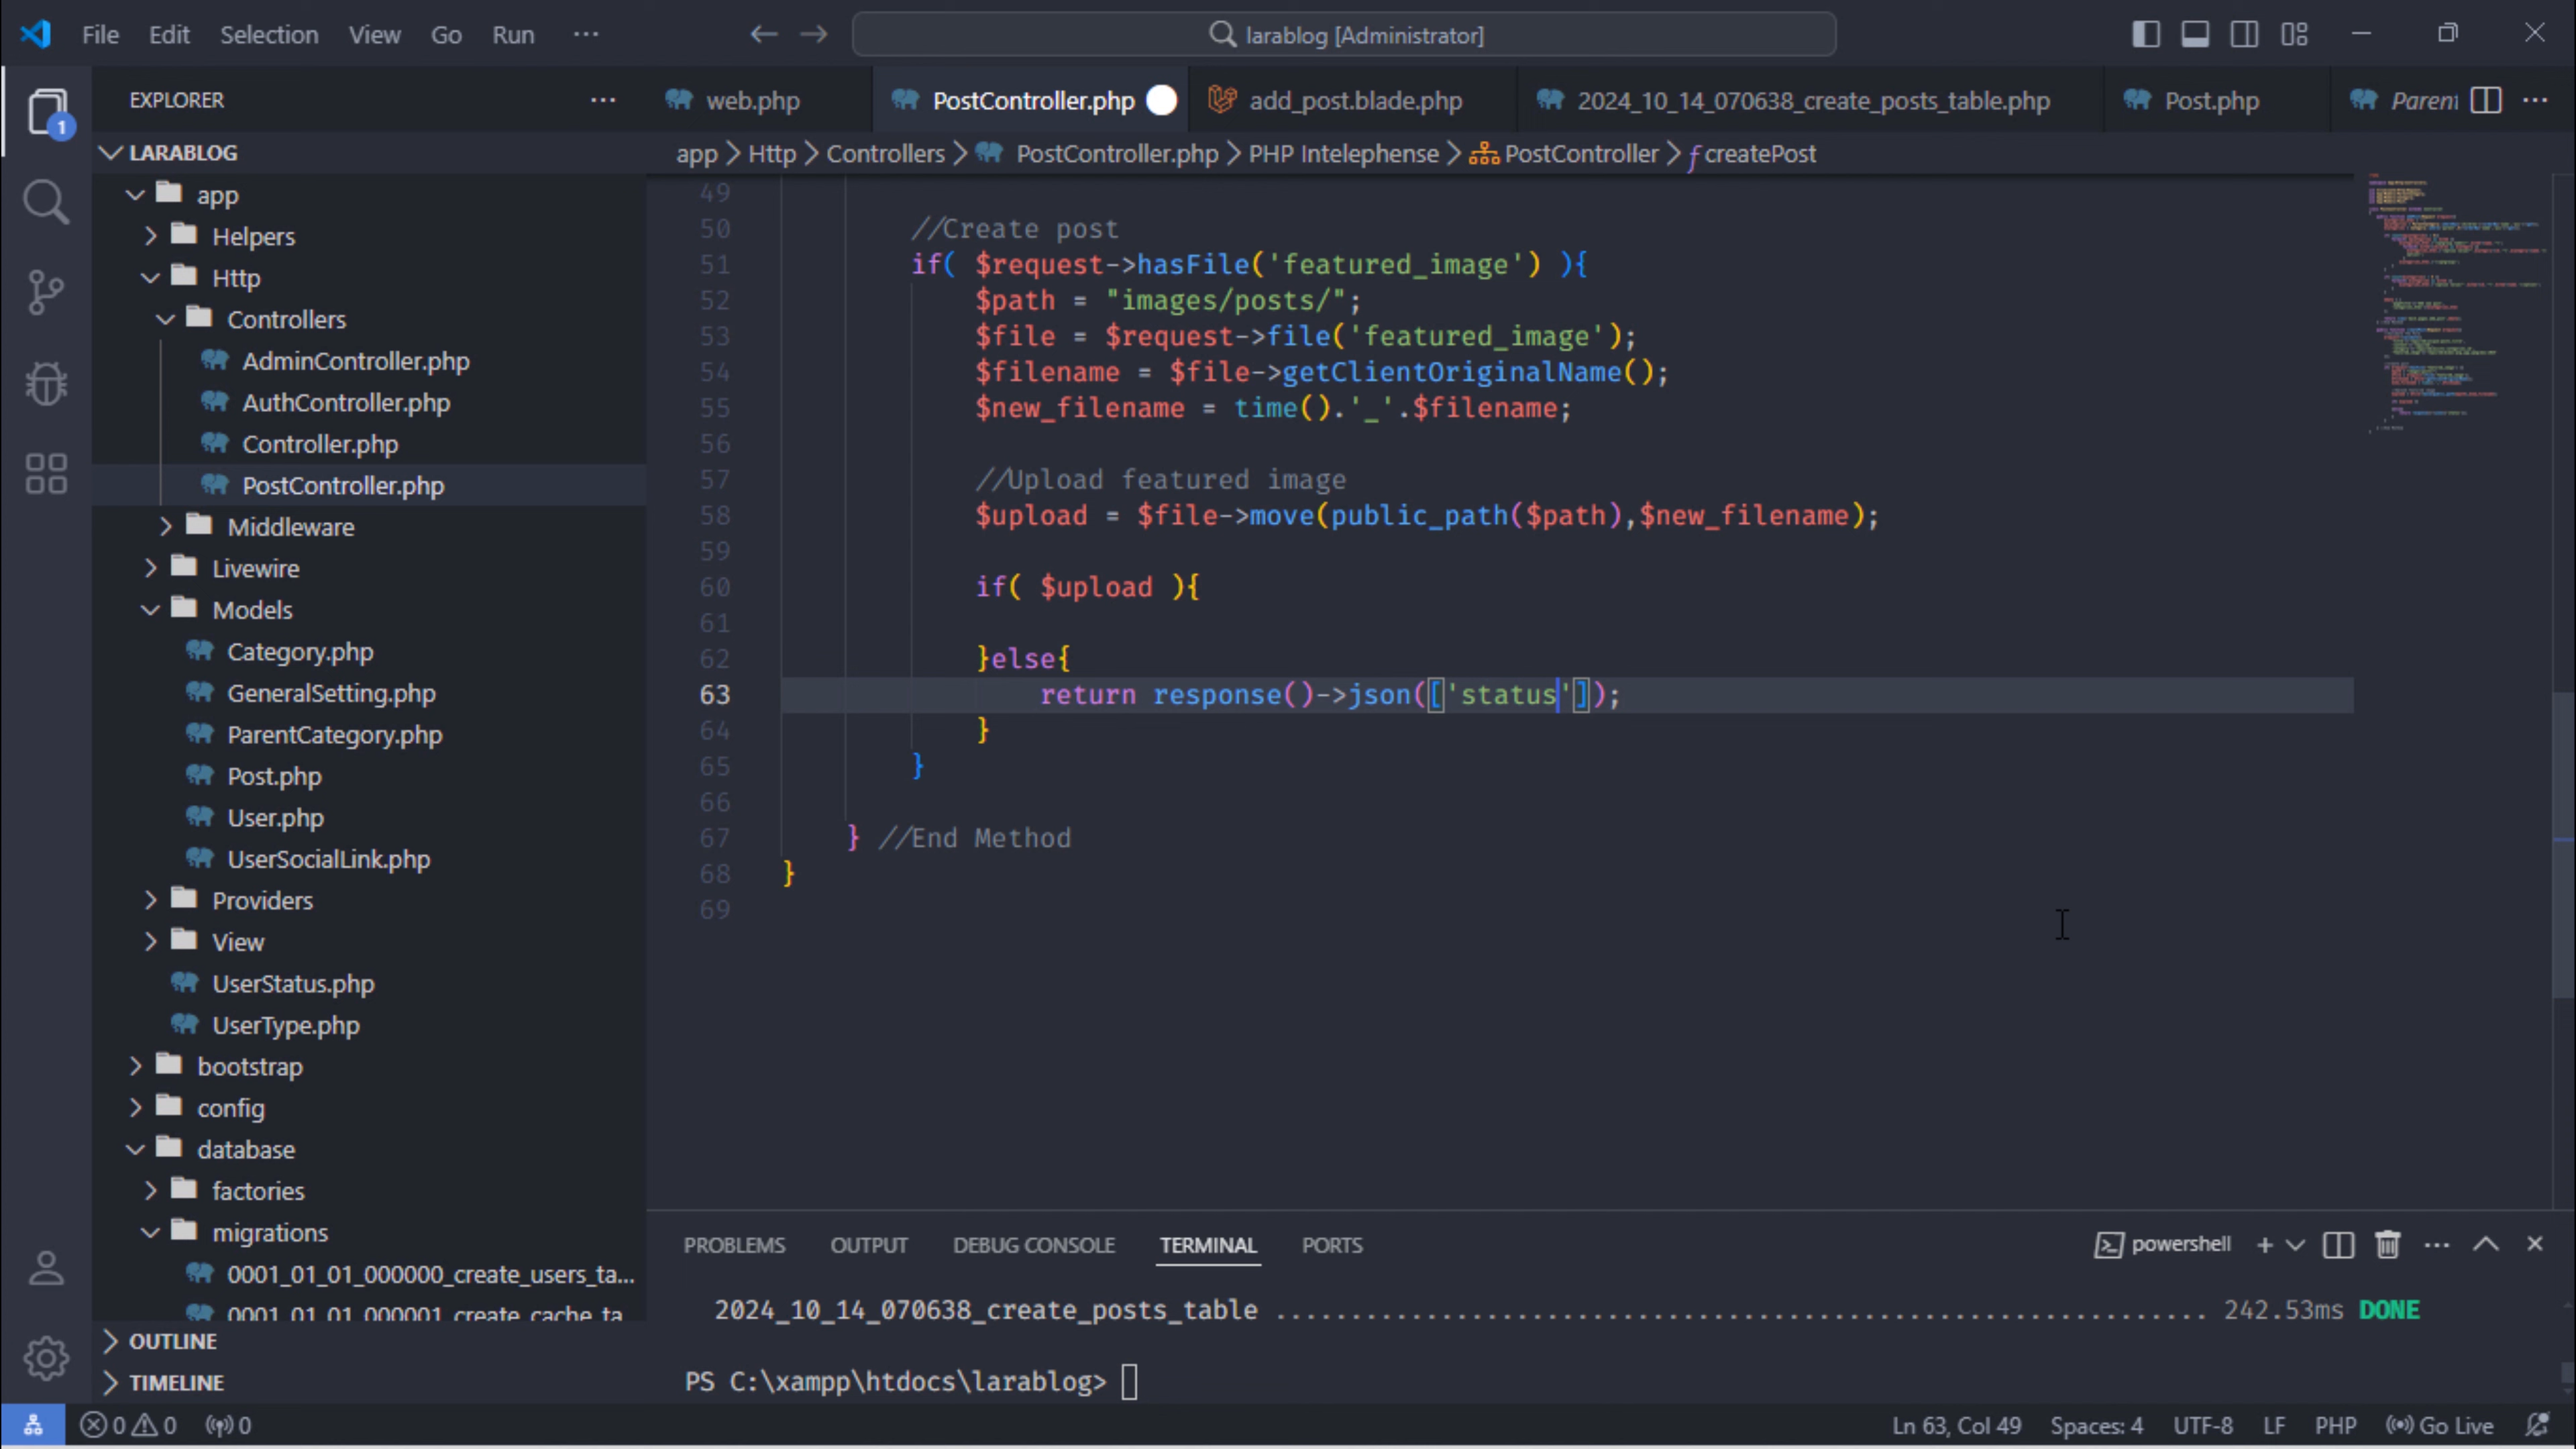 File Edit Selection View Go Run ··· larablog [Administrator]
EXPLORER ···
web.php PostController.php add_post.blade.php 2024_10_14_070638_create_posts_table.php Post.php Parent ···
LARABLOG
app > Http > Controllers > PostController.php > PHP Intelephense > PostController > createPost
app
Helpers
Http
Controllers
AdminController.php
AuthController.php
Controller.php
PostController.php
Middleware
Livewire
Models
Category.php
GeneralSetting.php
ParentCategory.php
Post.php
User.php
UserSocialLink.php
Providers
View
UserStatus.php
UserType.php
bootstrap
config
database
factories
migrations
0001_01_01_000000_create_users_ta...
0001_01_01_000001_create_cache_ta
OUTLINE
TIMELINE
49
50 //Create post
51 if( $request->hasFile('featured_image') ){
52 $path = "images/posts/";
53 $file = $request->file('featured_image');
54 $filename = $file->getClientOriginalName();
55 $new_filename = time().'_'.$filename;
56
57 //Upload featured image
58 $upload = $file->move(public_path($path),$new_filename);
59
60 if( $upload ){
61
62 }else{
63 return response()->json(['status']);
64 }
65 }
66
67 } //End Method
68 }
69
PROBLEMS OUTPUT DEBUG CONSOLE TERMINAL PORTS powershell
2024_10_14_070638_create_posts_table .............................................................. 242.53ms DONE
PS C:\xampp\htdocs\larablog>
0 0 0 Ln 63, Col 49 Spaces: 4 UTF-8 LF PHP Go Live
1